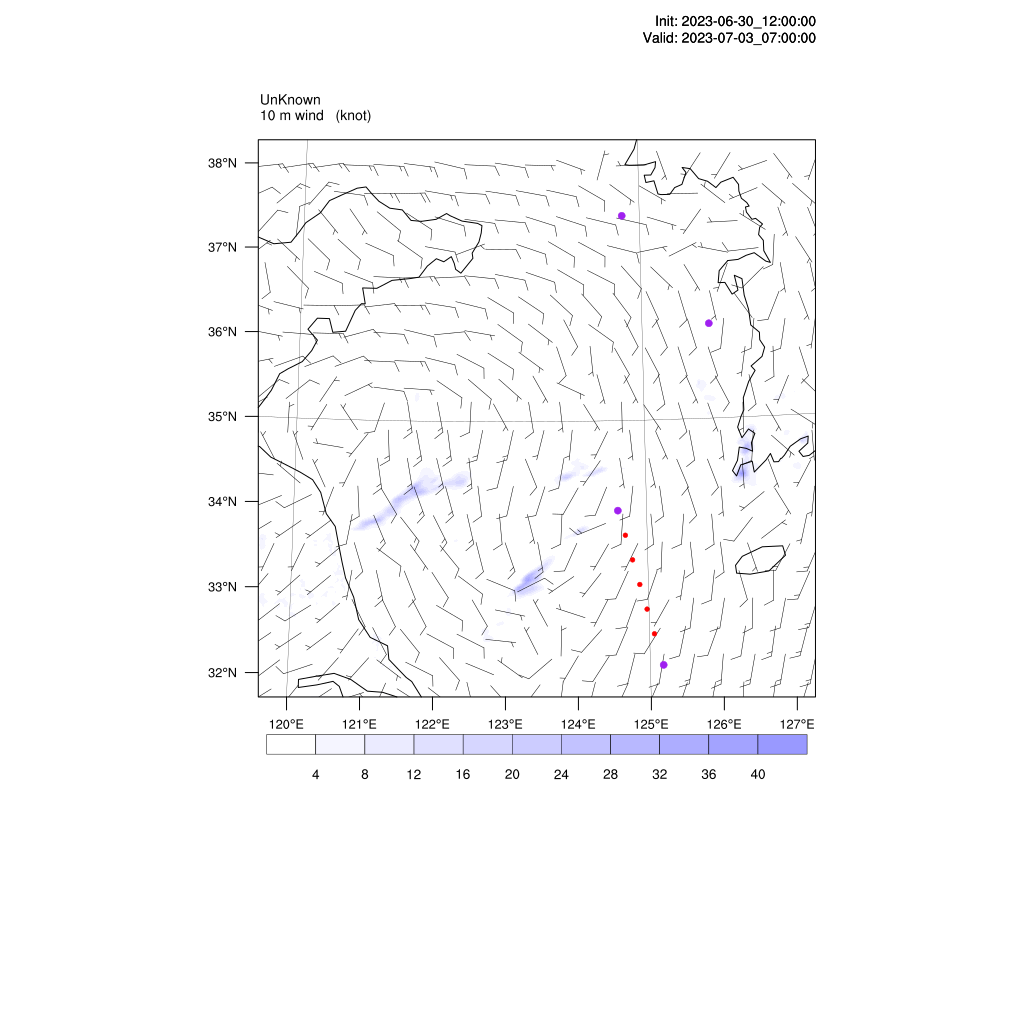 Init: 2023-06-30_12:00:00
Valid: 2023-07-03_07:00:00
UnKnown
10 m wind (knot)
38°N
37°N
36°N
35°N
34°N
33°N
32°N
120°E 121°E 122°E 123°E 124°E 125°E 126°E 127°E
4 8 12 16 20 24 28 32 36 40